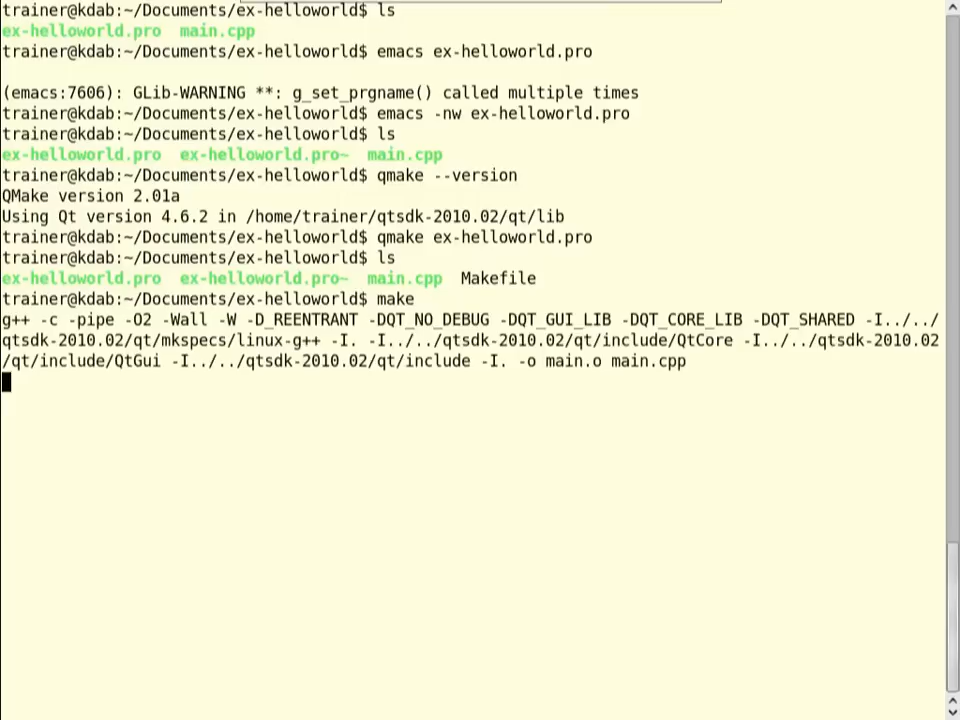 trainer@kdab:~/Documents/ex-helloworld$ ls
ex-helloworld.pro  main.cpp
trainer@kdab:~/Documents/ex-helloworld$ emacs ex-helloworld.pro

(emacs:7606): GLib-WARNING **: g_set_prgname() called multiple times
trainer@kdab:~/Documents/ex-helloworld$ emacs -nw ex-helloworld.pro
trainer@kdab:~/Documents/ex-helloworld$ ls
ex-helloworld.pro  ex-helloworld.pro~  main.cpp
trainer@kdab:~/Documents/ex-helloworld$ qmake --version
QMake version 2.01a
Using Qt version 4.6.2 in /home/trainer/qtsdk-2010.02/qt/lib
trainer@kdab:~/Documents/ex-helloworld$ qmake ex-helloworld.pro
trainer@kdab:~/Documents/ex-helloworld$ ls
ex-helloworld.pro  ex-helloworld.pro~  main.cpp  Makefile
trainer@kdab:~/Documents/ex-helloworld$ make
g++ -c -pipe -O2 -Wall -W -D_REENTRANT -DQT_NO_DEBUG -DQT_GUI_LIB -DQT_CORE_LIB -DQT_SHARED -I../../
qtsdk-2010.02/qt/mkspecs/linux-g++ -I. -I../../qtsdk-2010.02/qt/include/QtCore -I../../qtsdk-2010.02
/qt/include/QtGui -I../../qtsdk-2010.02/qt/include -I. -o main.o main.cpp